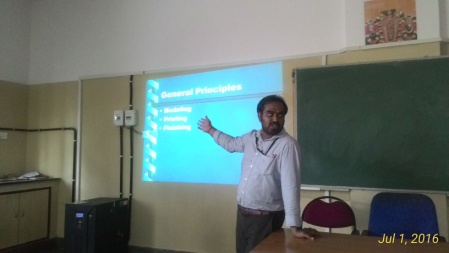 General Principles
• Modeling
• Printing
• Finishing
Jul 1, 2016